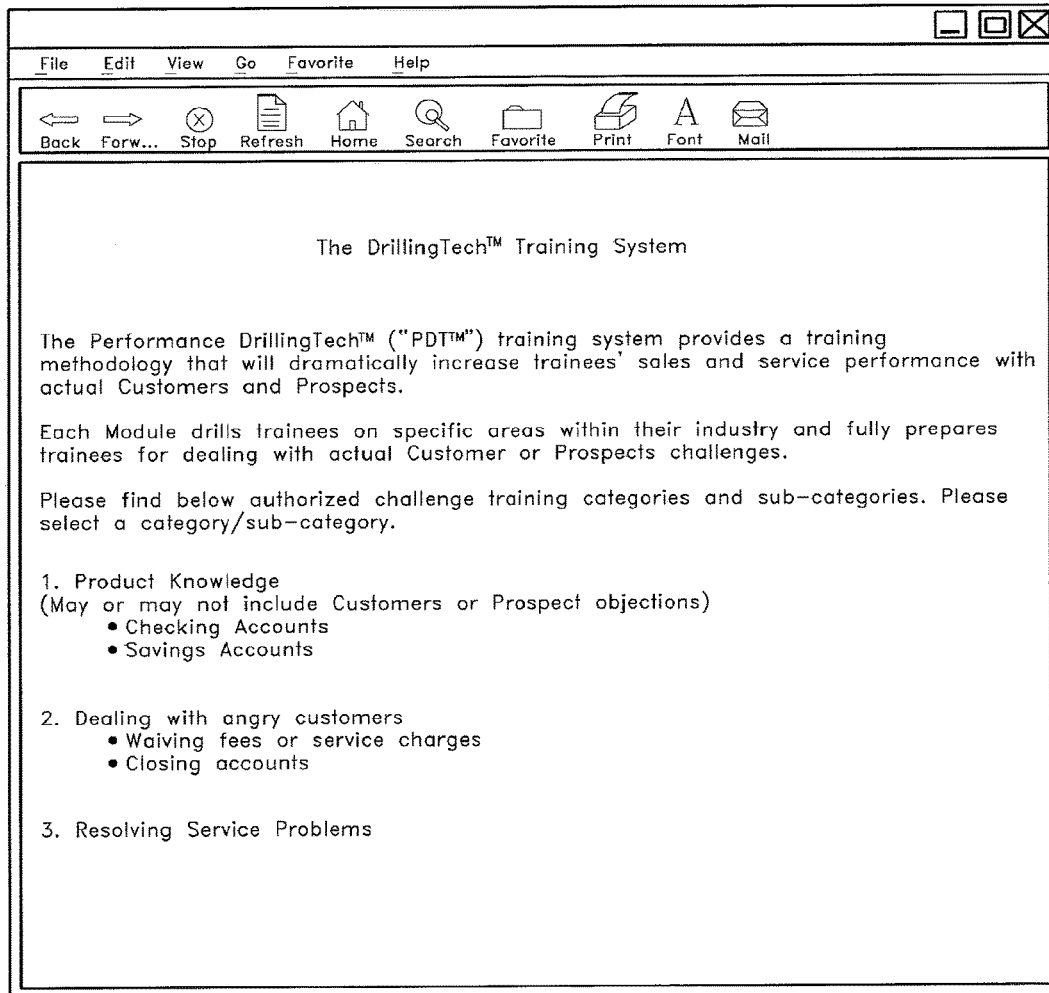 File Edit View Go Favorite Help
Back Forw... Stop Refresh Home Search Favorite Print Font Mail
The DrillingTech™ Training System
The Performance DrillingTech™ ("PDT™") training system provides a training
methodology that will dramatically increase trainees' sales and service performance with
actual Customers and Prospects.
Each Module drills trainees on specific areas within their industry and fully prepares
trainees for dealing with actual Customer or Prospects challenges.
Please find below authorized challenge training categories and sub-categories. Please
select a category/sub-category.
1. Product Knowledge
(May or may not include Customers or Prospect objections)
• Checking Accounts
• Savings Accounts
2. Dealing with angry customers
• Waiving fees or service charges
• Closing accounts
3. Resolving Service Problems